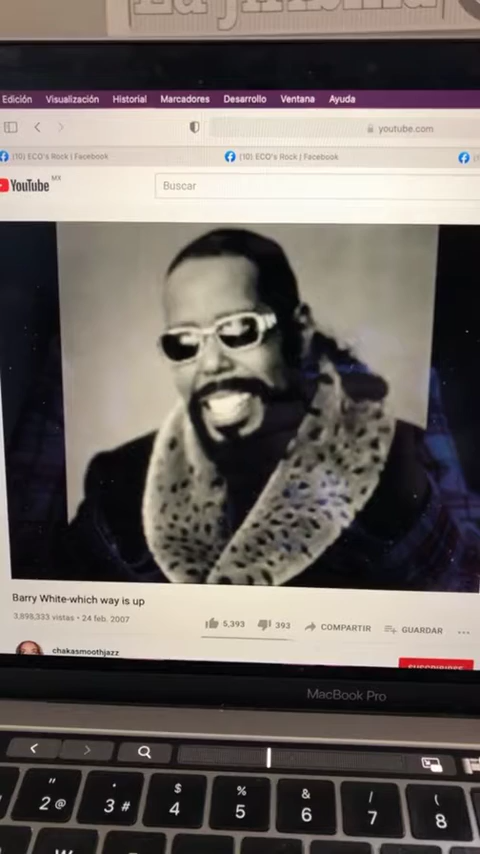 Edición Visualización Historial Marcadores Desarrollo Ventana Ayuda
youtube.com
(10) ECO's Rock | Facebook (10) ECO's Rock | Facebook
YouTube MX Buscar
Barry White-which way is up
3,898,333 vistas • 24 feb. 2007
5,393 393 COMPARTIR GUARDAR ...
chakasmoothjazz
SUSCRIBIRSE
MacBook Pro
" 2 @
· 3 #
$ 4
% 5
& 6
/ 7
( 8